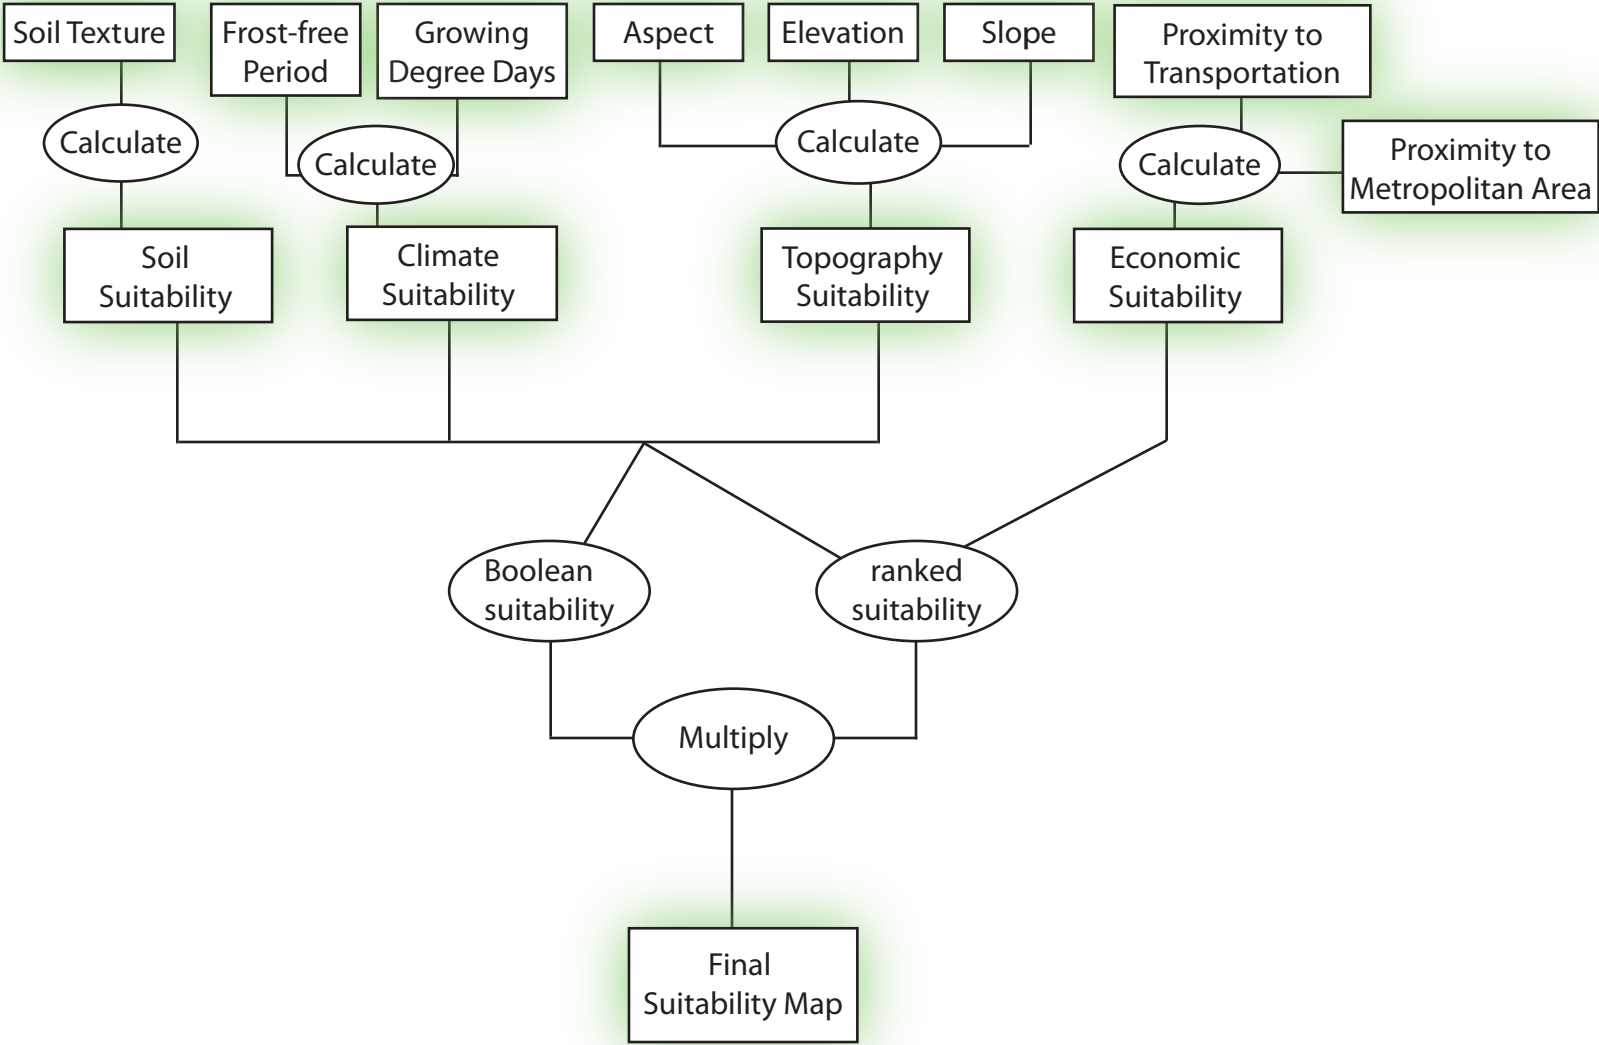 Soil Texture
Frost-free
Period
Growing
Degree Days
Aspect
Elevation
Slope
Proximity to
Transportation
Calculate
Calculate
Calculate
Calculate
Proximity to
Metropolitan Area
Soil
Suitability
Climate
Suitability
Topography
Suitability
Economic
Suitability
Boolean
suitability
ranked
suitability
Multiply
Final
Suitability Map